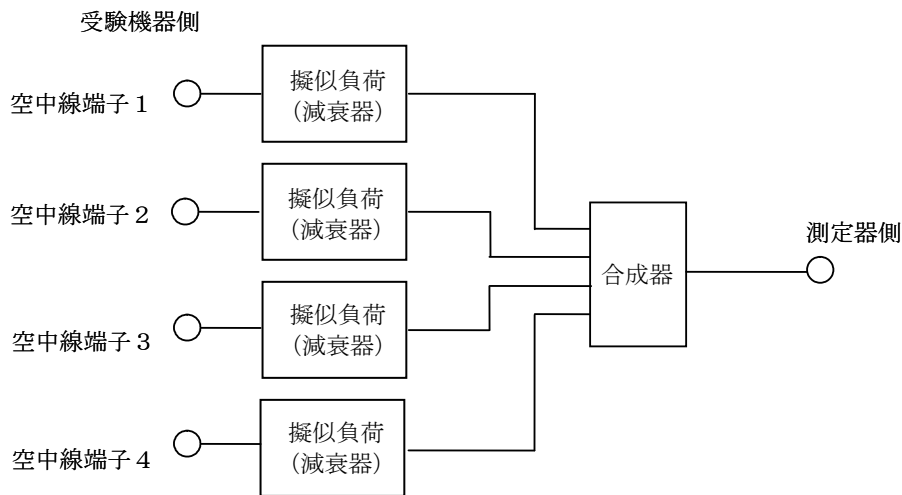 受験機器側
空中線端子１
擬似負荷
（減衰器）
空中線端子２
擬似負荷
（減衰器）
合成器
測定器側
空中線端子３
擬似負荷
（減衰器）
空中線端子４
擬似負荷
（減衰器）